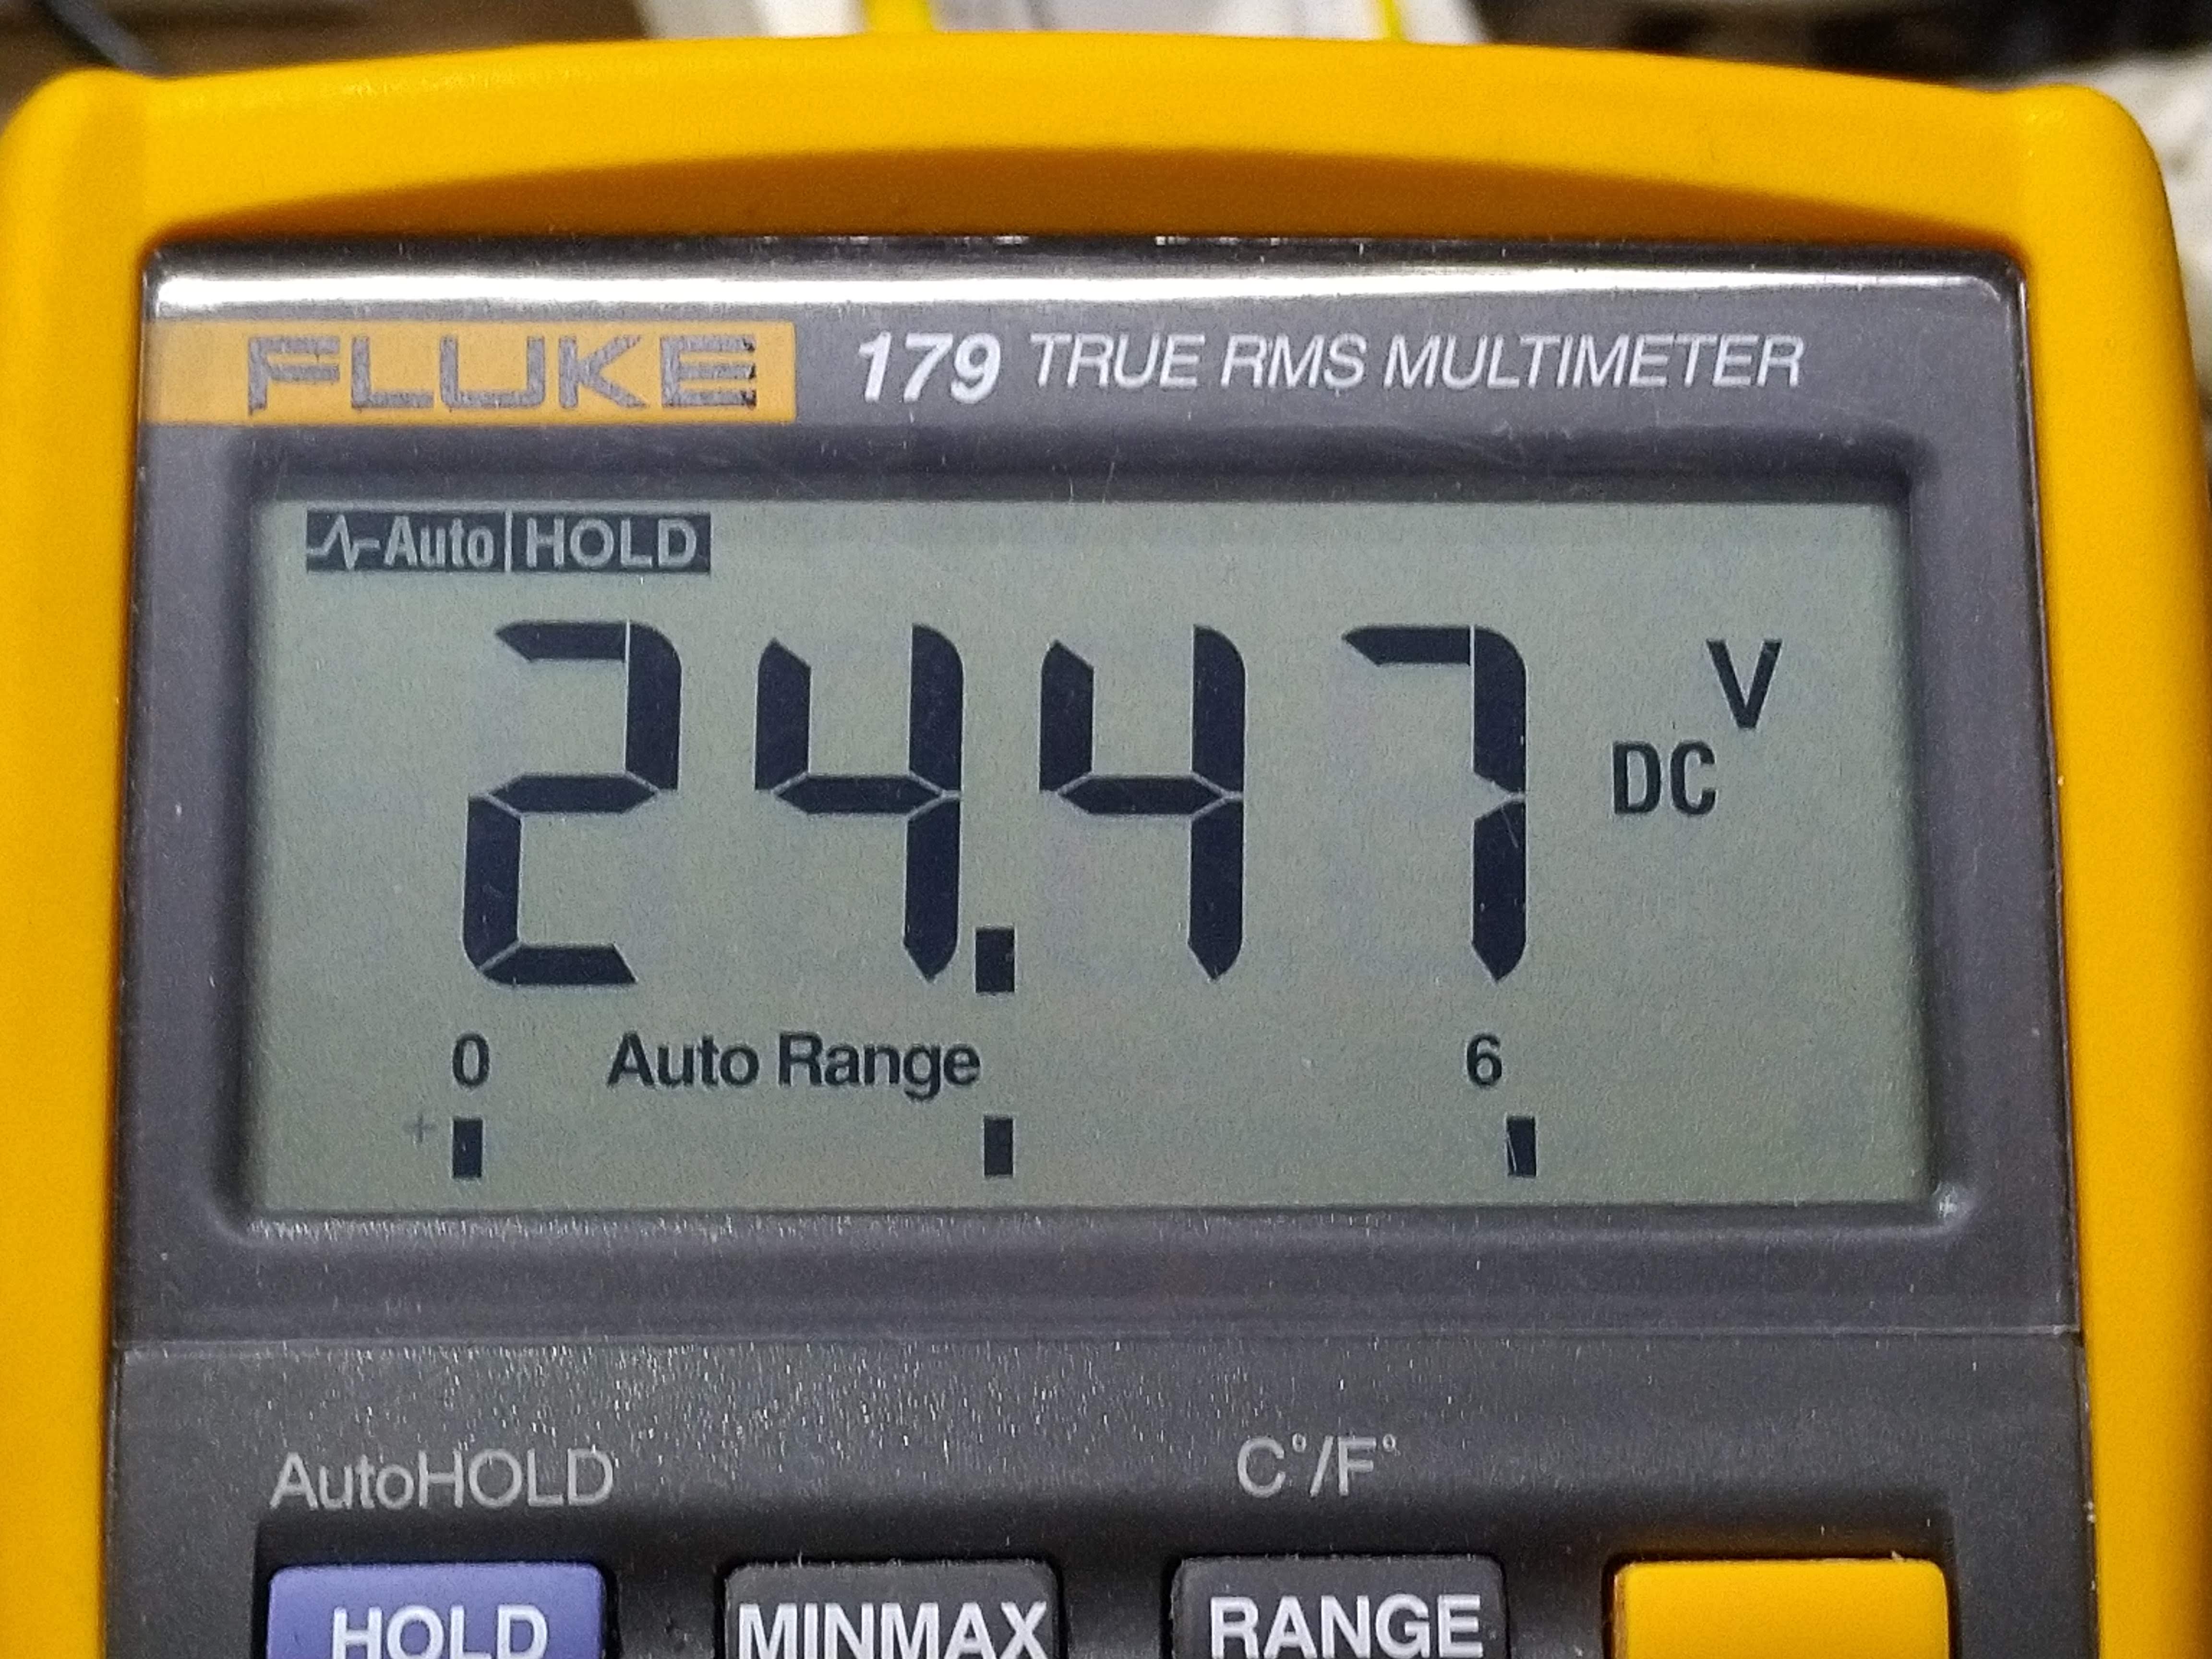 FLUKE 179 TRUE RMS MULTIMETER
Auto HOLD
24.47 V DC
0 Auto Range 6
+
AutoHOLD C°/F°
HOLD MINMAX RANGE